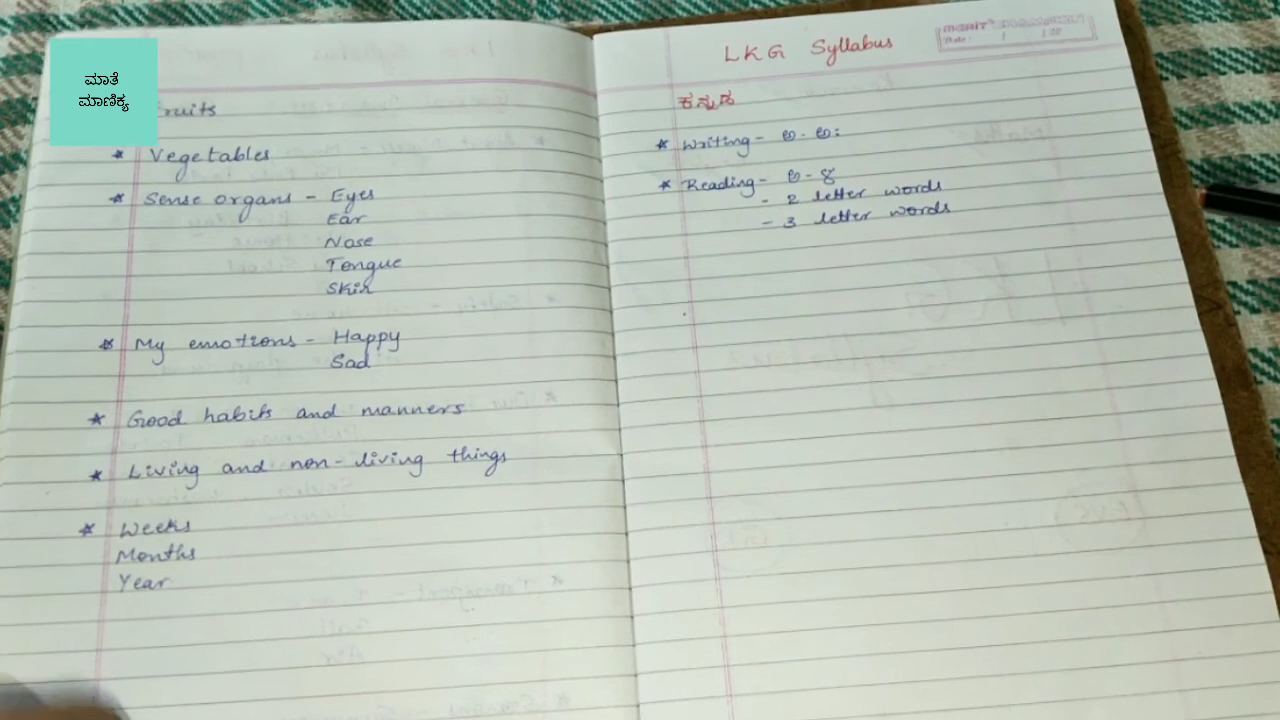 ಮಾತೆ
ಮಾಣಿಕ್ಯ
Fruits
* Vegetables
* Sense organs - Eyes
Ear
Nose
Tongue
Skin
* My emotions - Happy
Sad
* Good habits and manners
* Living and non-living things
* Weeks
Months
Year
LKG Syllabus
ಕನ್ನಡ
* Writing - ಅ - ಅಃ
* Reading - ಅ - ಳ
- 2 letter words
- 3 letter words